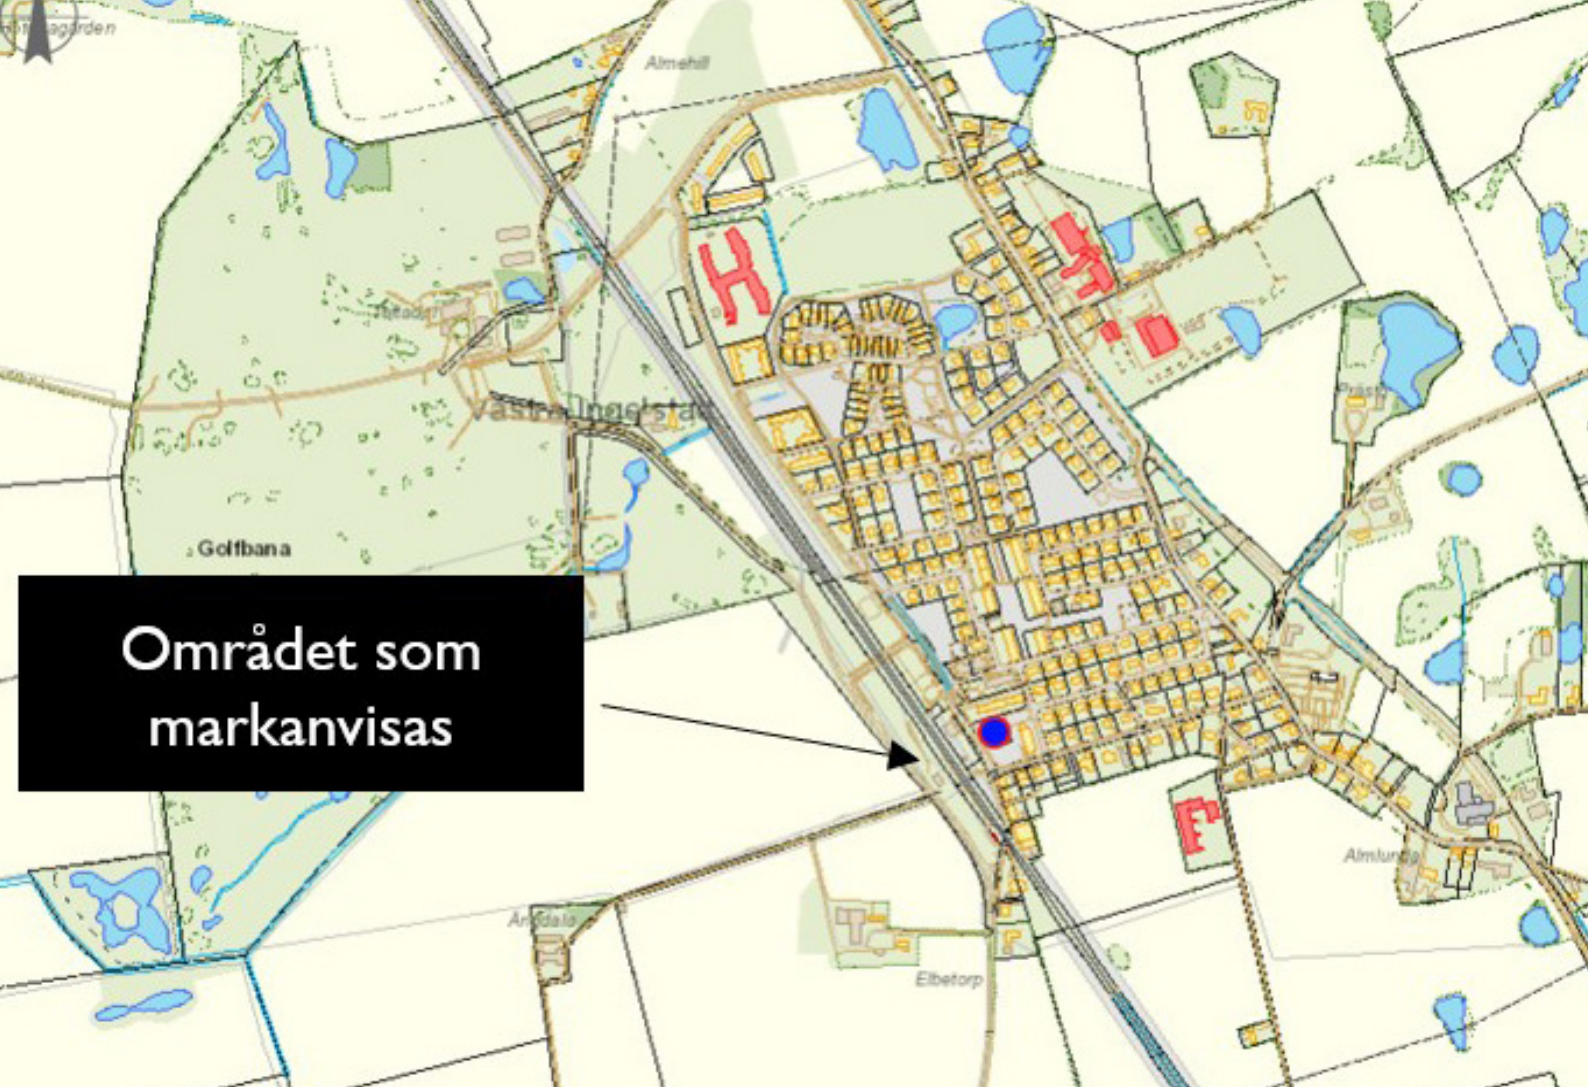 Almehill
Västra Ingelstad
Golfbana
Området som
markanvisas
Almlunda
Elbetorp